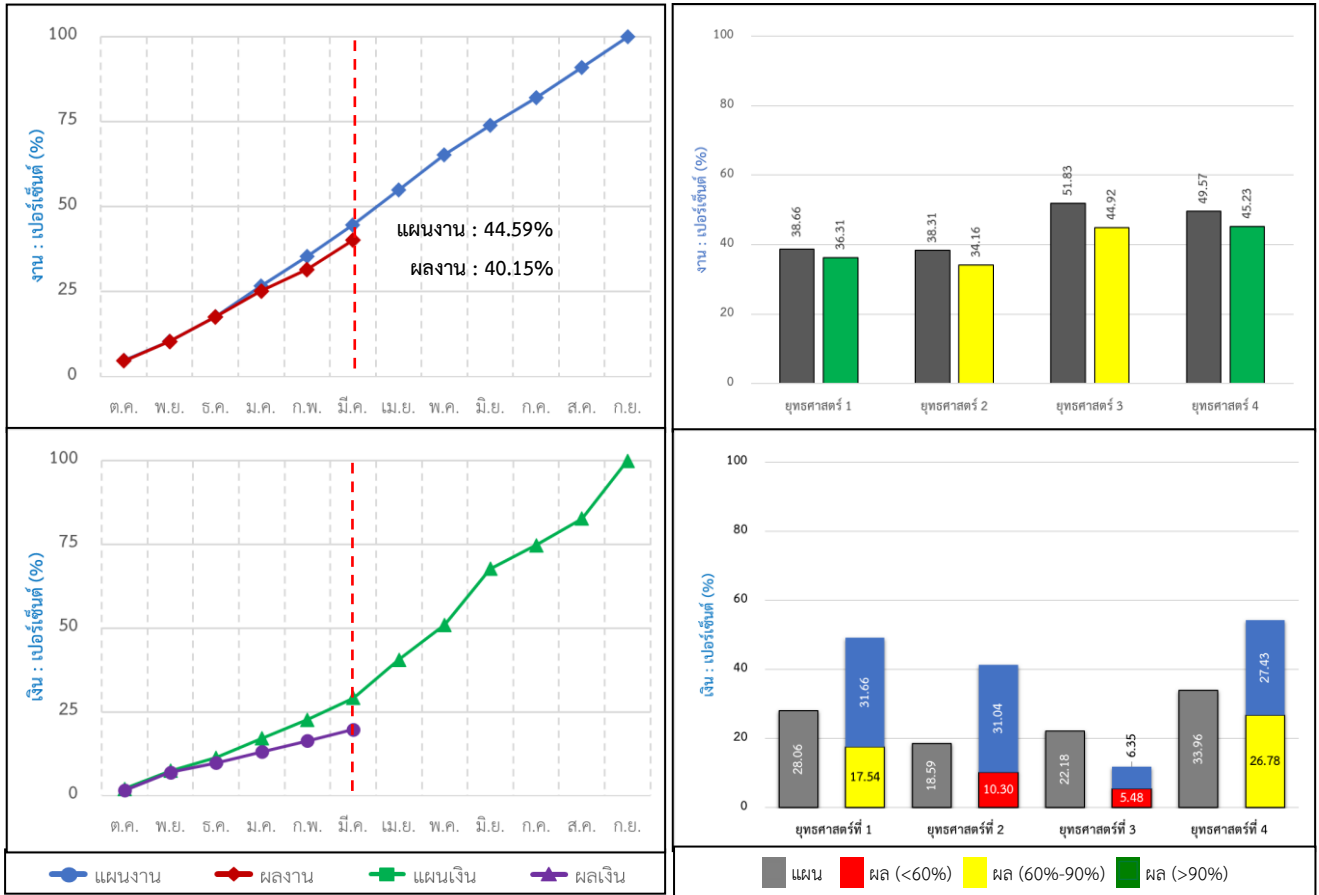 งาน : เปอร์เซ็นต์ (%)
100
75
50
25
0
แผนงาน : 44.59%
ผลงาน : 40.15%
ต.ค. พ.ย. ธ.ค. ม.ค. ก.พ. มี.ค. เม.ย. พ.ค. มิ.ย. ก.ค. ส.ค. ก.ย.
งาน : เปอร์เซ็นต์ (%)
100
80
60
40
20
0
38.66 36.31 38.31 34.16 51.83 44.92 49.57 45.23
ยุทธศาสตร์ 1 ยุทธศาสตร์ 2 ยุทธศาสตร์ 3 ยุทธศาสตร์ 4
เงิน : เปอร์เซ็นต์ (%)
100
75
50
25
0
ต.ค. พ.ย. ธ.ค. ม.ค. ก.พ. มี.ค. เม.ย. พ.ค. มิ.ย. ก.ค. ส.ค. ก.ย.
แผนงาน ผลงาน แผนเงิน ผลเงิน
เงิน : เปอร์เซ็นต์ (%)
100
80
60
40
20
0
28.06 31.66 17.54 18.59 31.04 10.30 22.18 6.35 5.48 33.96 27.43 26.78
ยุทธศาสตร์ที่ 1 ยุทธศาสตร์ที่ 2 ยุทธศาสตร์ที่ 3 ยุทธศาสตร์ที่ 4
แผน ผล (<60%) ผล (60%-90%) ผล (>90%)